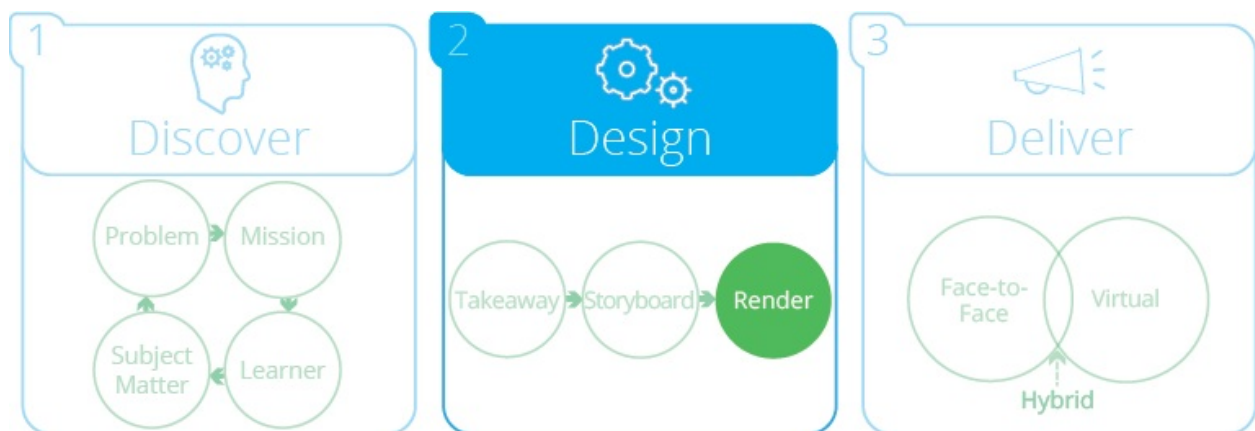 1
Discover
Problem
Mission
Subject
Matter
Learner
2
Design
Takeaway
Storyboard
Render
3
Deliver
Face-to-
Face
Virtual
Hybrid